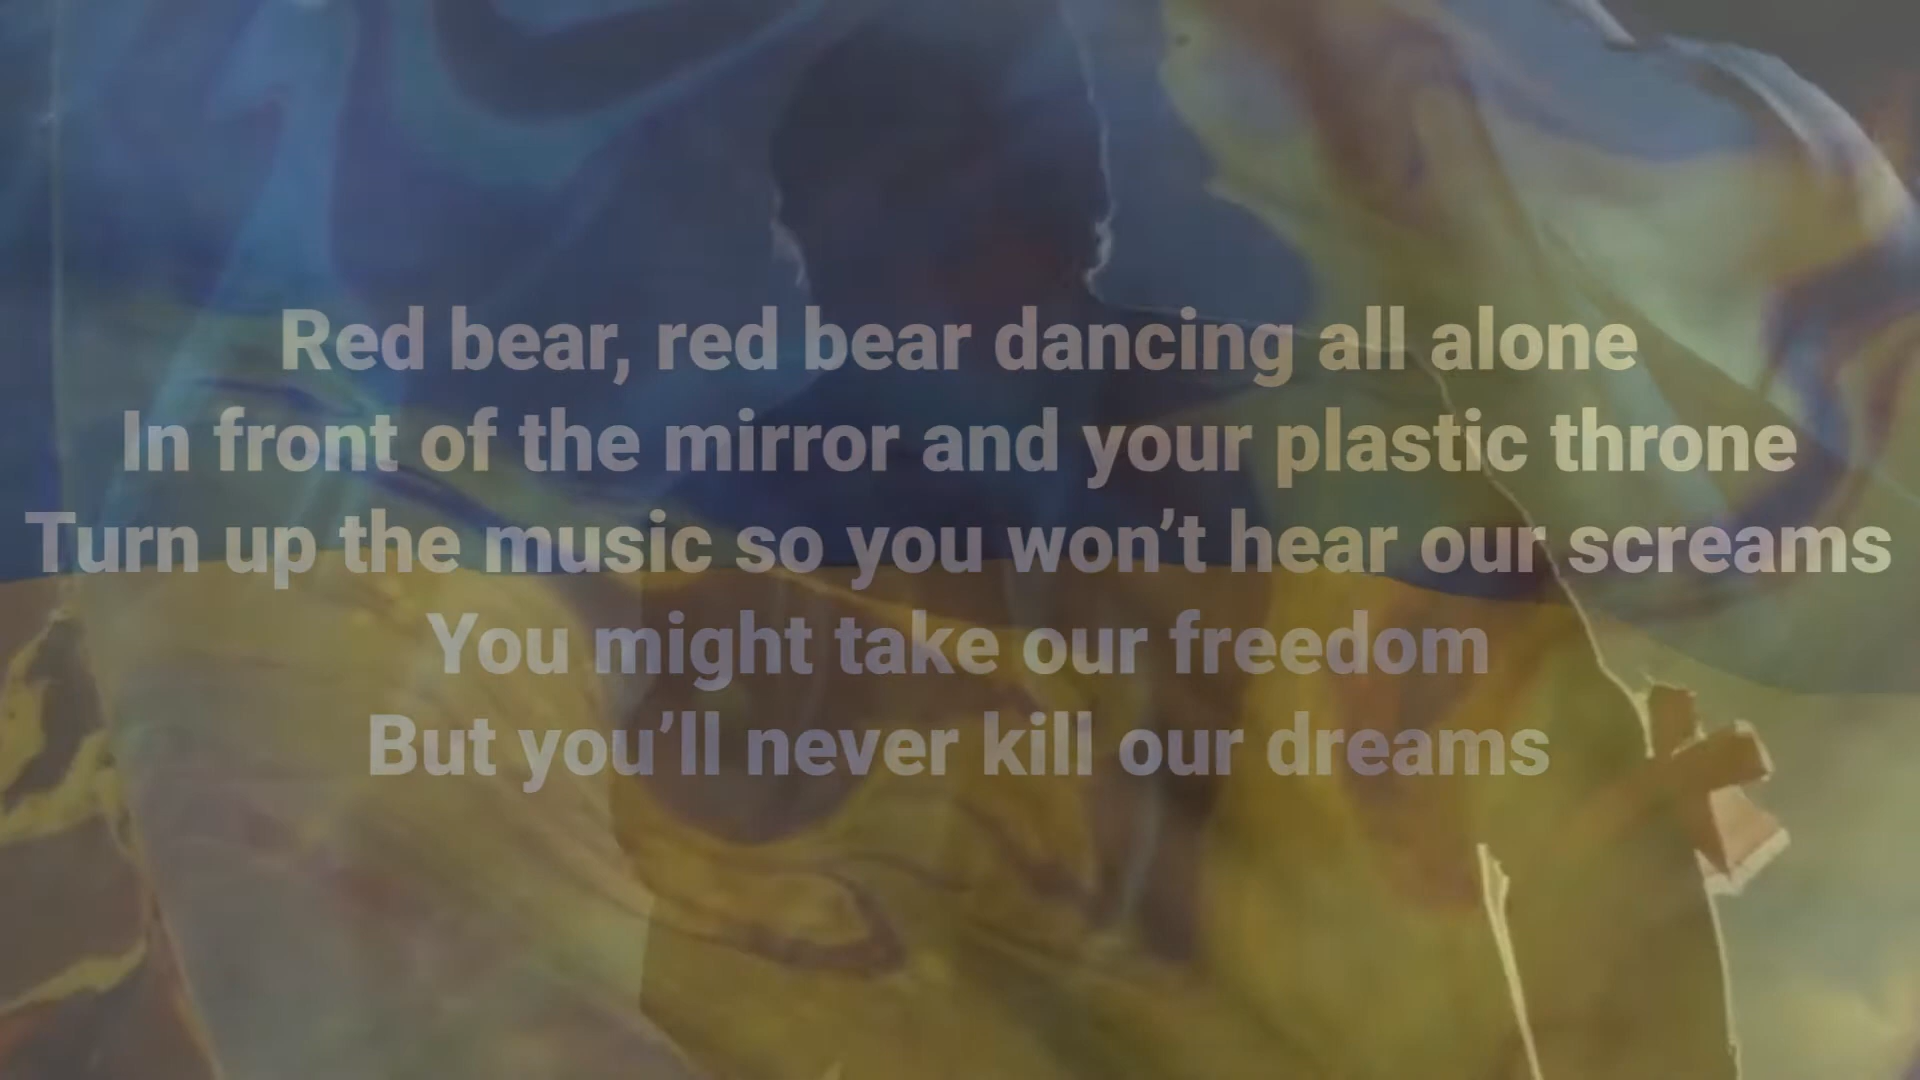 Red bear, red bear dancing all alone
In front of the mirror and your plastic throne
Turn up the music so you won’t hear our screams
You might take our freedom
But you’ll never kill our dreams